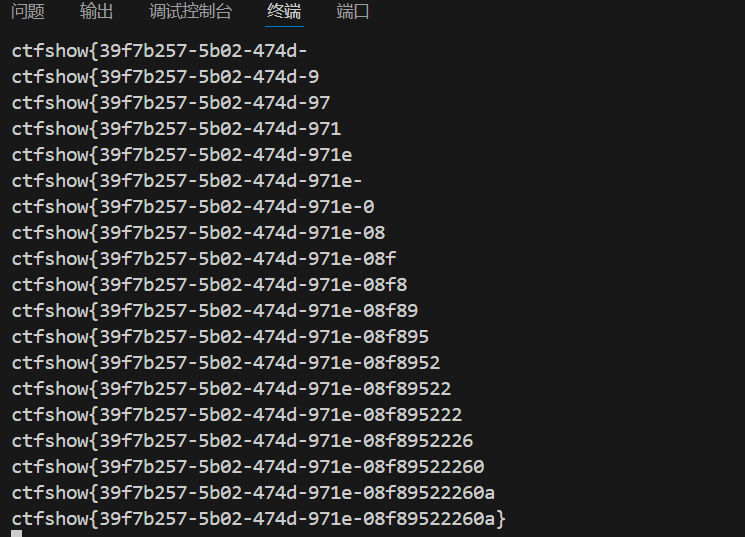 问题 输出 调试控制台 终端 端口
ctfshow{39f7b257-5b02-474d-
ctfshow{39f7b257-5b02-474d-9
ctfshow{39f7b257-5b02-474d-97
ctfshow{39f7b257-5b02-474d-971
ctfshow{39f7b257-5b02-474d-971e
ctfshow{39f7b257-5b02-474d-971e-
ctfshow{39f7b257-5b02-474d-971e-0
ctfshow{39f7b257-5b02-474d-971e-08
ctfshow{39f7b257-5b02-474d-971e-08f
ctfshow{39f7b257-5b02-474d-971e-08f8
ctfshow{39f7b257-5b02-474d-971e-08f89
ctfshow{39f7b257-5b02-474d-971e-08f895
ctfshow{39f7b257-5b02-474d-971e-08f8952
ctfshow{39f7b257-5b02-474d-971e-08f89522
ctfshow{39f7b257-5b02-474d-971e-08f895222
ctfshow{39f7b257-5b02-474d-971e-08f8952226
ctfshow{39f7b257-5b02-474d-971e-08f89522260
ctfshow{39f7b257-5b02-474d-971e-08f89522260a
ctfshow{39f7b257-5b02-474d-971e-08f89522260a}